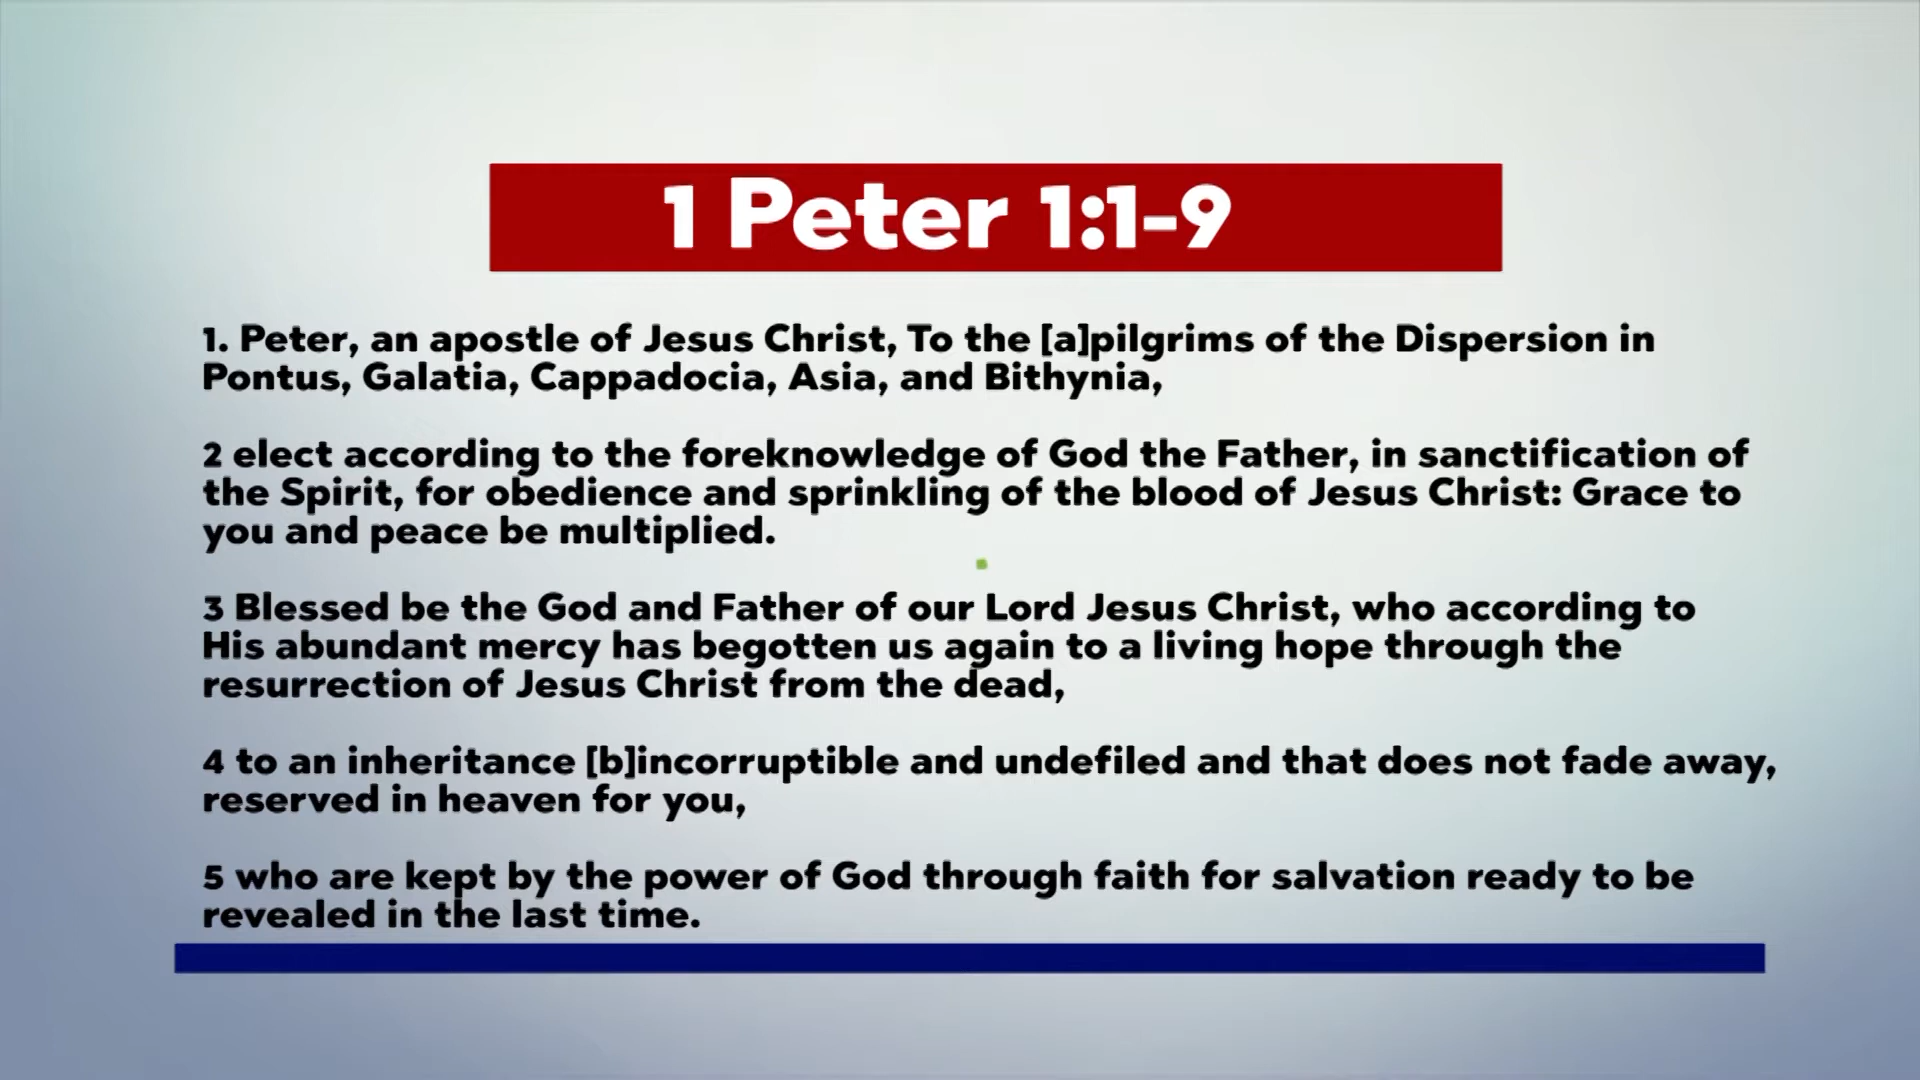 1 Peter 1:1-9
1. Peter, an apostle of Jesus Christ, To the [a]pilgrims of the Dispersion in
Pontus, Galatia, Cappadocia, Asia, and Bithynia,
2 elect according to the foreknowledge of God the Father, in sanctification of
the Spirit, for obedience and sprinkling of the blood of Jesus Christ: Grace to
you and peace be multiplied.
3 Blessed be the God and Father of our Lord Jesus Christ, who according to
His abundant mercy has begotten us again to a living hope through the
resurrection of Jesus Christ from the dead,
4 to an inheritance [b]incorruptible and undefiled and that does not fade away,
reserved in heaven for you,
5 who are kept by the power of God through faith for salvation ready to be
revealed in the last time.